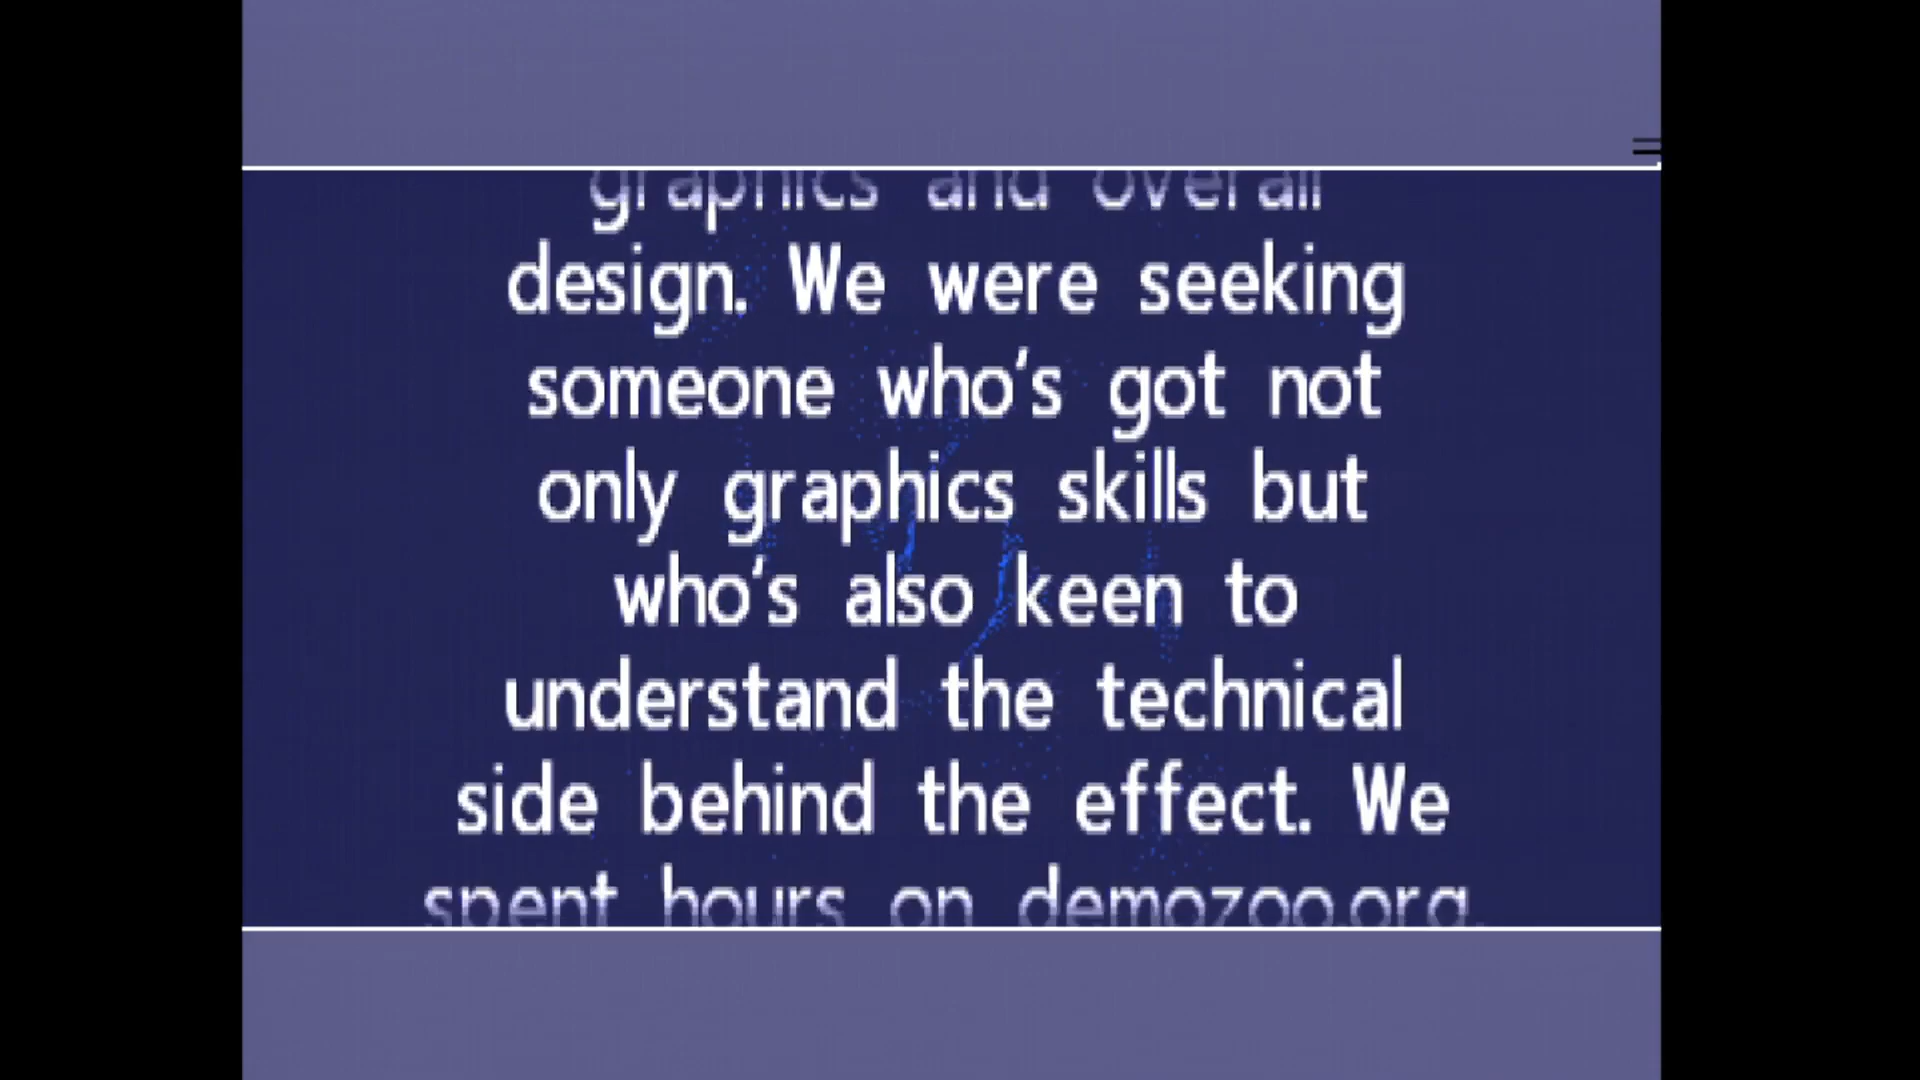 graphics and overall
design. We were seeking
someone who's got not
only graphics skills but
who's also keen to
understand the technical
side behind the effect. We
spent hours on demozoo.org,